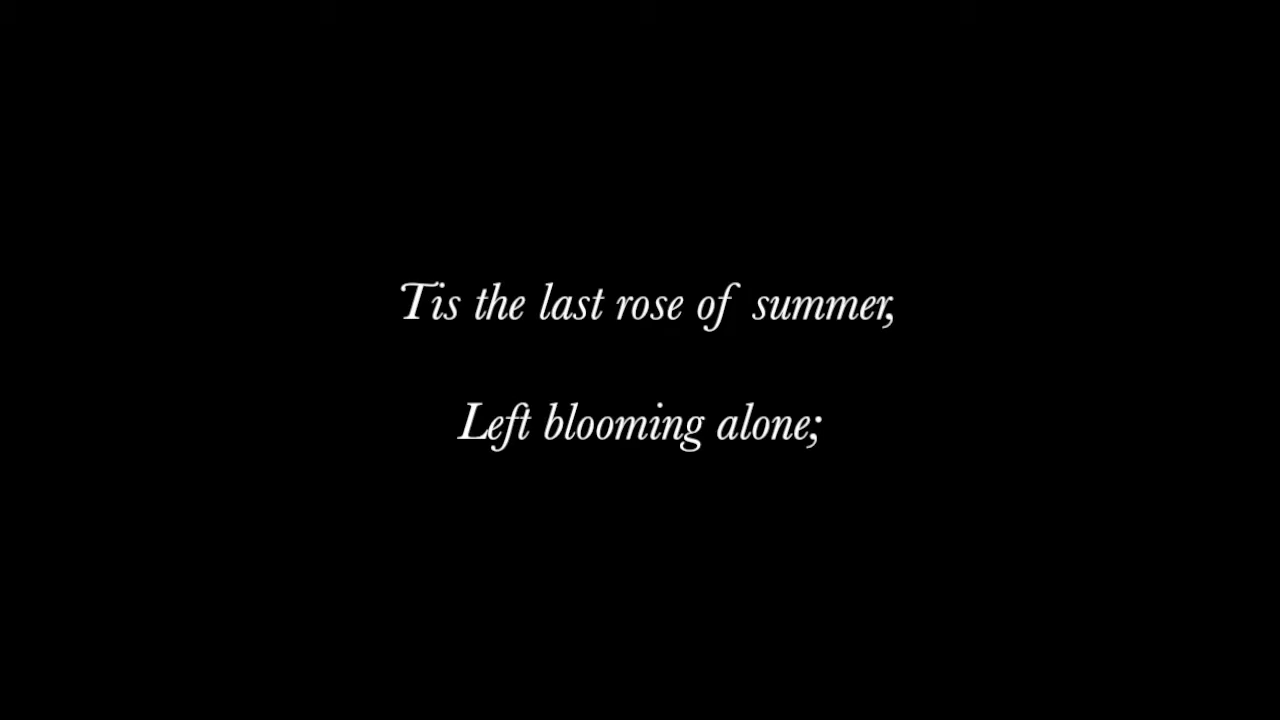 Tis the last rose of summer,
Left blooming alone;